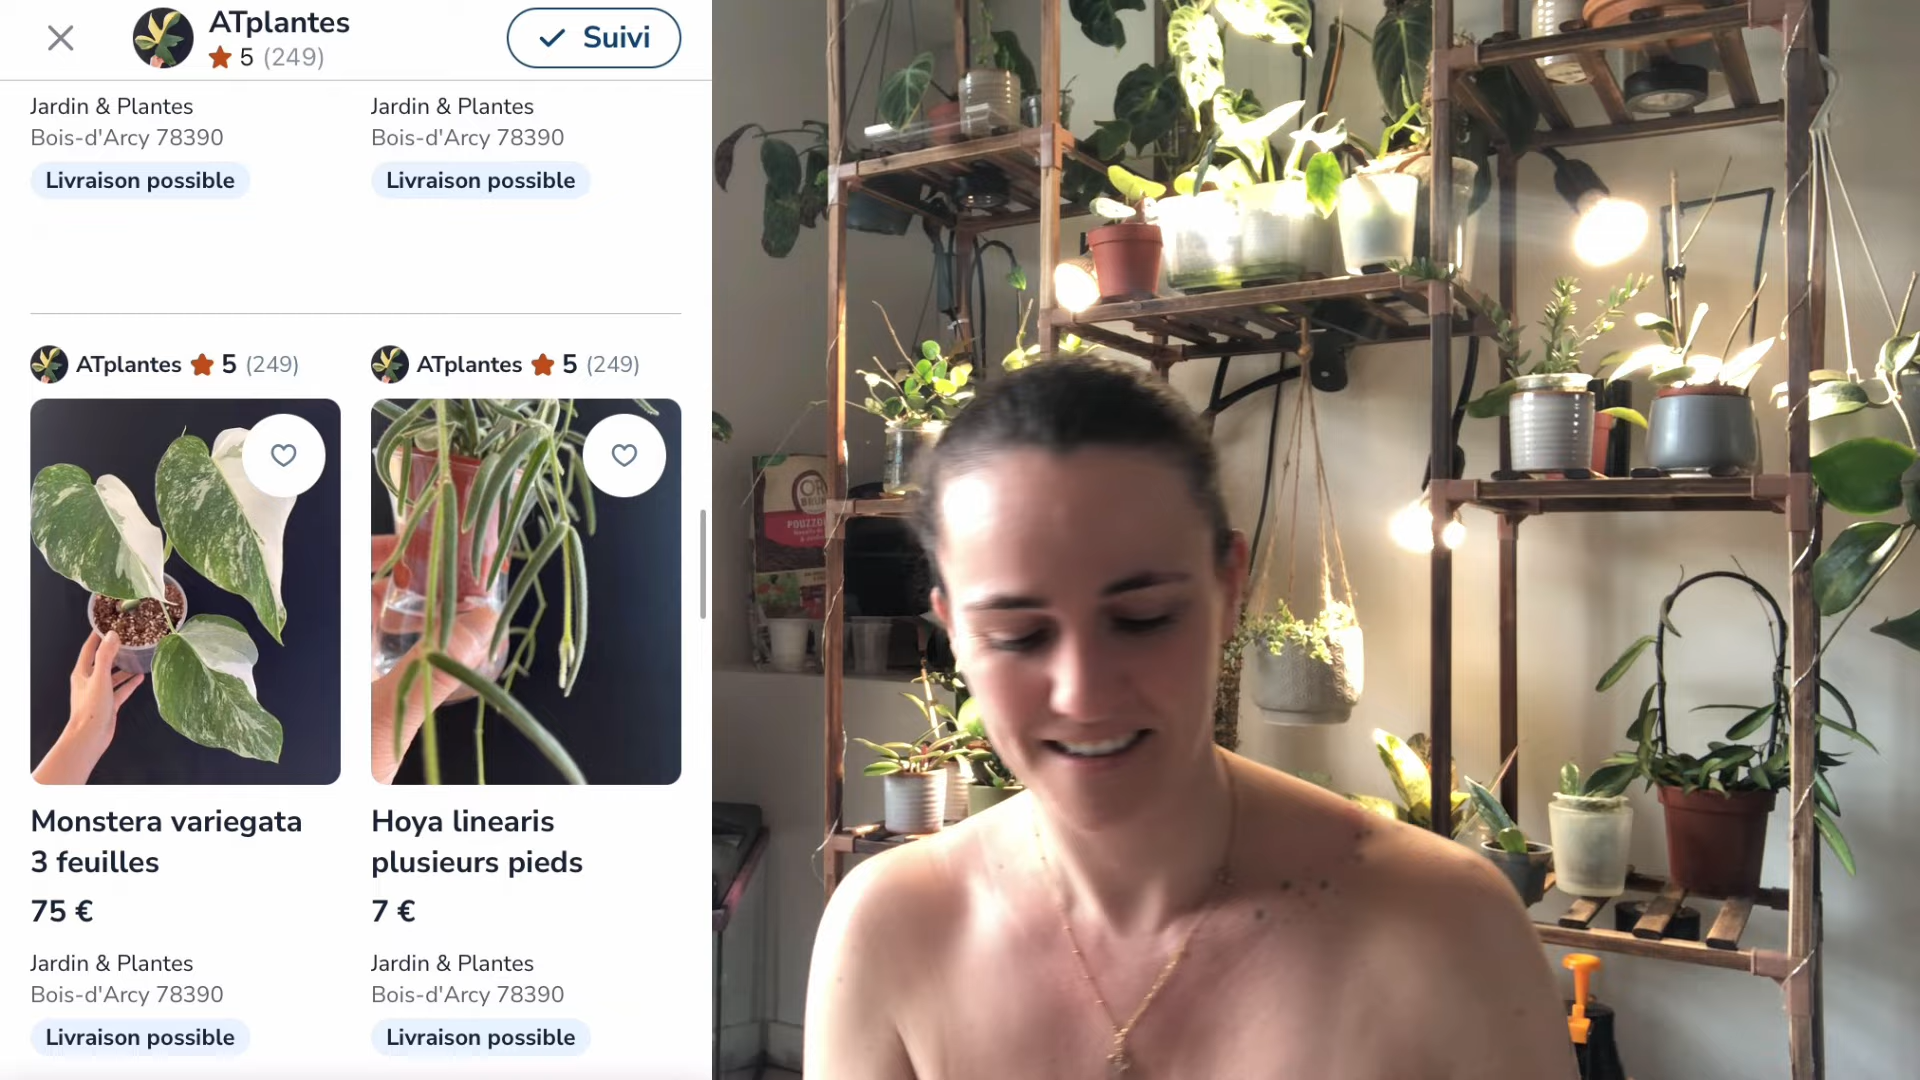 ATplantes
5 (249)
Suivi
Jardin & Plantes
Bois-d'Arcy 78390
Livraison possible
Jardin & Plantes
Bois-d'Arcy 78390
Livraison possible
ATplantes 5 (249)
ATplantes 5 (249)
Monstera variegata
3 feuilles
75 €
Jardin & Plantes
Bois-d'Arcy 78390
Livraison possible
Hoya linearis
plusieurs pieds
7 €
Jardin & Plantes
Bois-d'Arcy 78390
Livraison possible
OR
BRUN